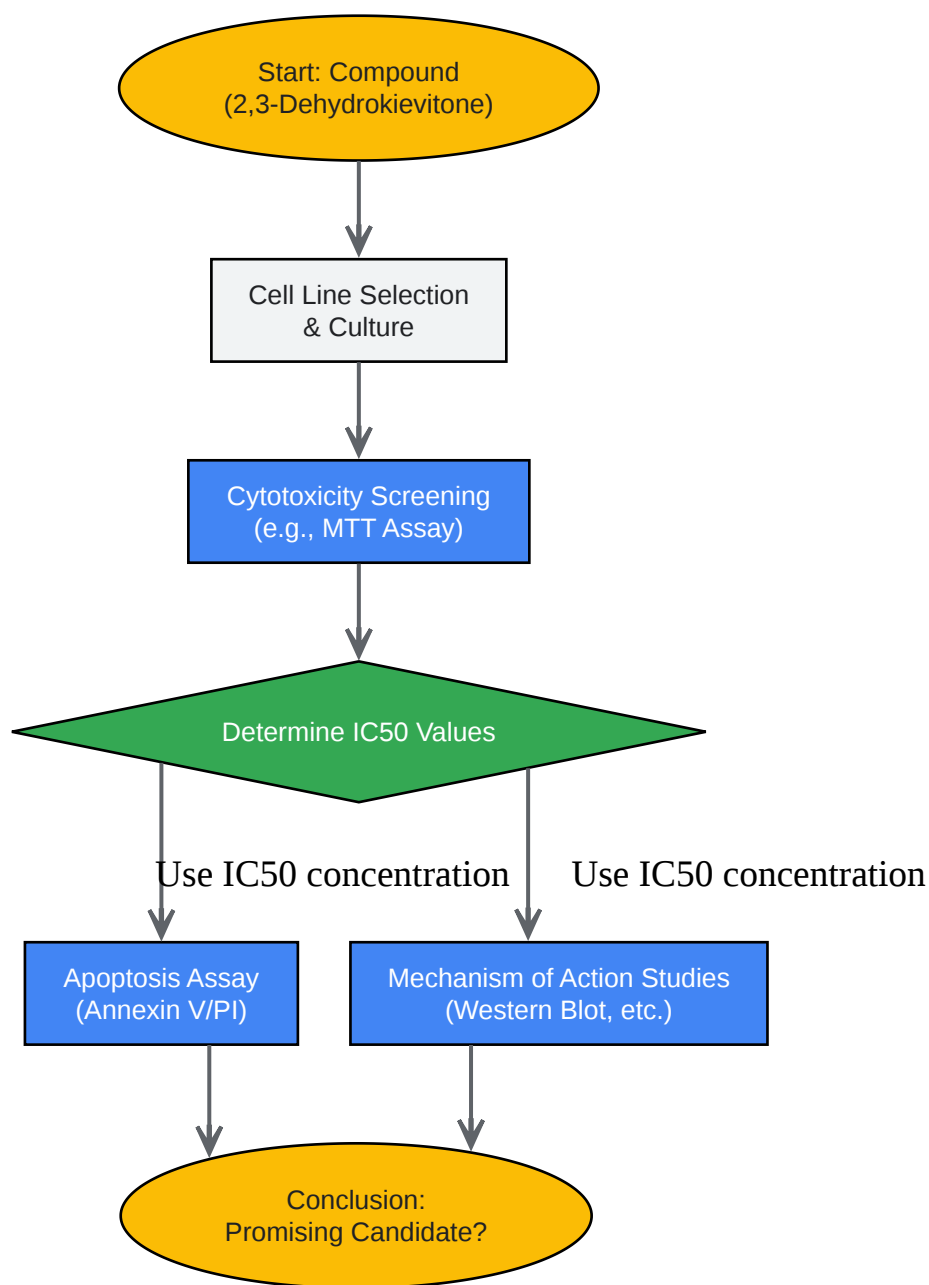 Start: Compound
(2,3-Dehydrokievitone)
Cell Line Selection
& Culture
Cytotoxicity Screening
(e.g., MTT Assay)
Determine IC50 Values
Use IC50 concentration
Use IC50 concentration
Apoptosis Assay
(Annexin V/PI)
Mechanism of Action Studies
(Western Blot, etc.)
Conclusion:
Promising Candidate?